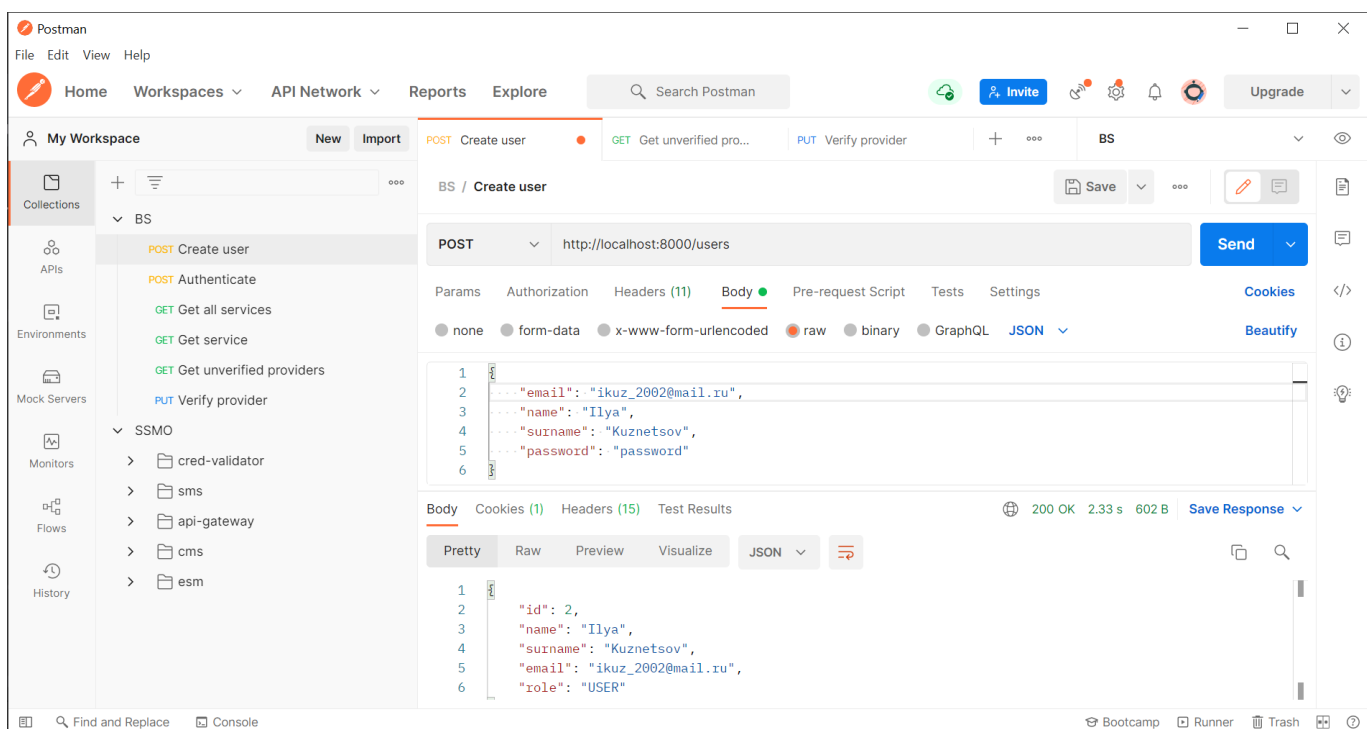 Postman
File Edit View Help
Home Workspaces API Network Reports Explore Search Postman Invite Upgrade
My Workspace New Import POST Create user GET Get unverified pro... PUT Verify provider BS
Collections
BS / Create user Save
BS
POST Create user
POST http://localhost:8000/users Send
APIs
POST Authenticate
Params Authorization Headers (11) Body Pre-request Script Tests Settings Cookies
GET Get all services
Environments
none form-data x-www-form-urlencoded raw binary GraphQL JSON Beautify
GET Get service
GET Get unverified providers
Mock Servers
PUT Verify provider
1 {
2 "email": "ikuz_2002@mail.ru",
3 "name": "Ilya",
4 "surname": "Kuznetsov",
5 "password": "password"
6 }
SSMO
Monitors
cred-validator
sms
Flows
api-gateway
cms
History
esm
Body Cookies (1) Headers (15) Test Results 200 OK 2.33 s 602 B Save Response
Pretty Raw Preview Visualize JSON
1 {
2 "id": 2,
3 "name": "Ilya",
4 "surname": "Kuznetsov",
5 "email": "ikuz_2002@mail.ru",
6 "role": "USER"
Find and Replace Console Bootcamp Runner Trash